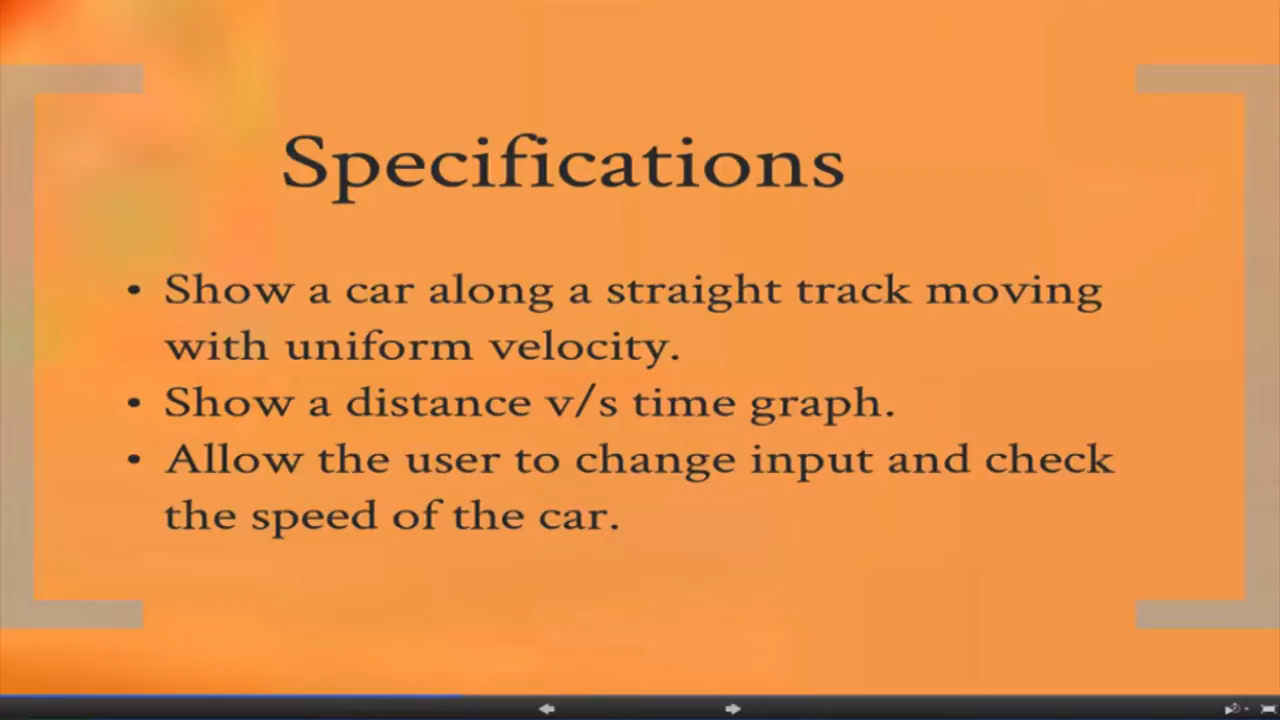 Specifications
• Show a car along a straight track moving
with uniform velocity.
• Show a distance v/s time graph.
• Allow the user to change input and check
the speed of the car.